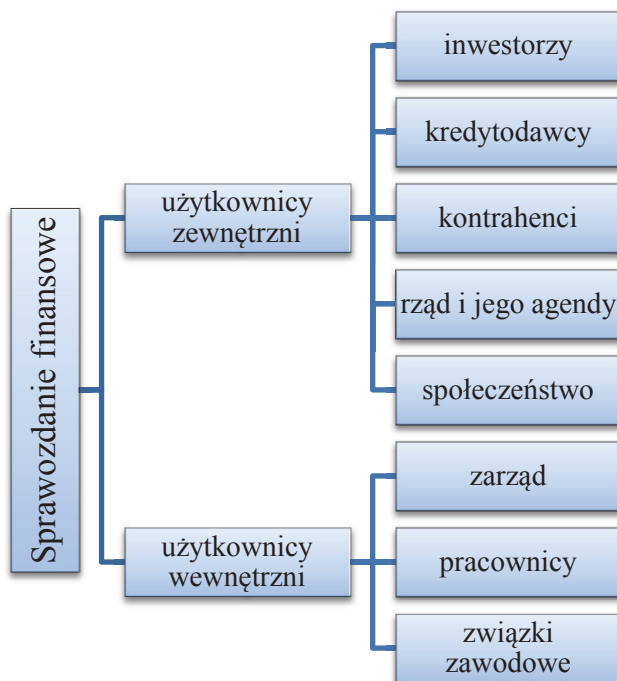 Sprawozdanie finansowe
użytkownicy
zewnętrzni
inwestorzy
kredytodawcy
kontrahenci
rząd i jego agendy
społeczeństwo
użytkownicy
wewnętrzni
zarząd
pracownicy
związki
zawodowe